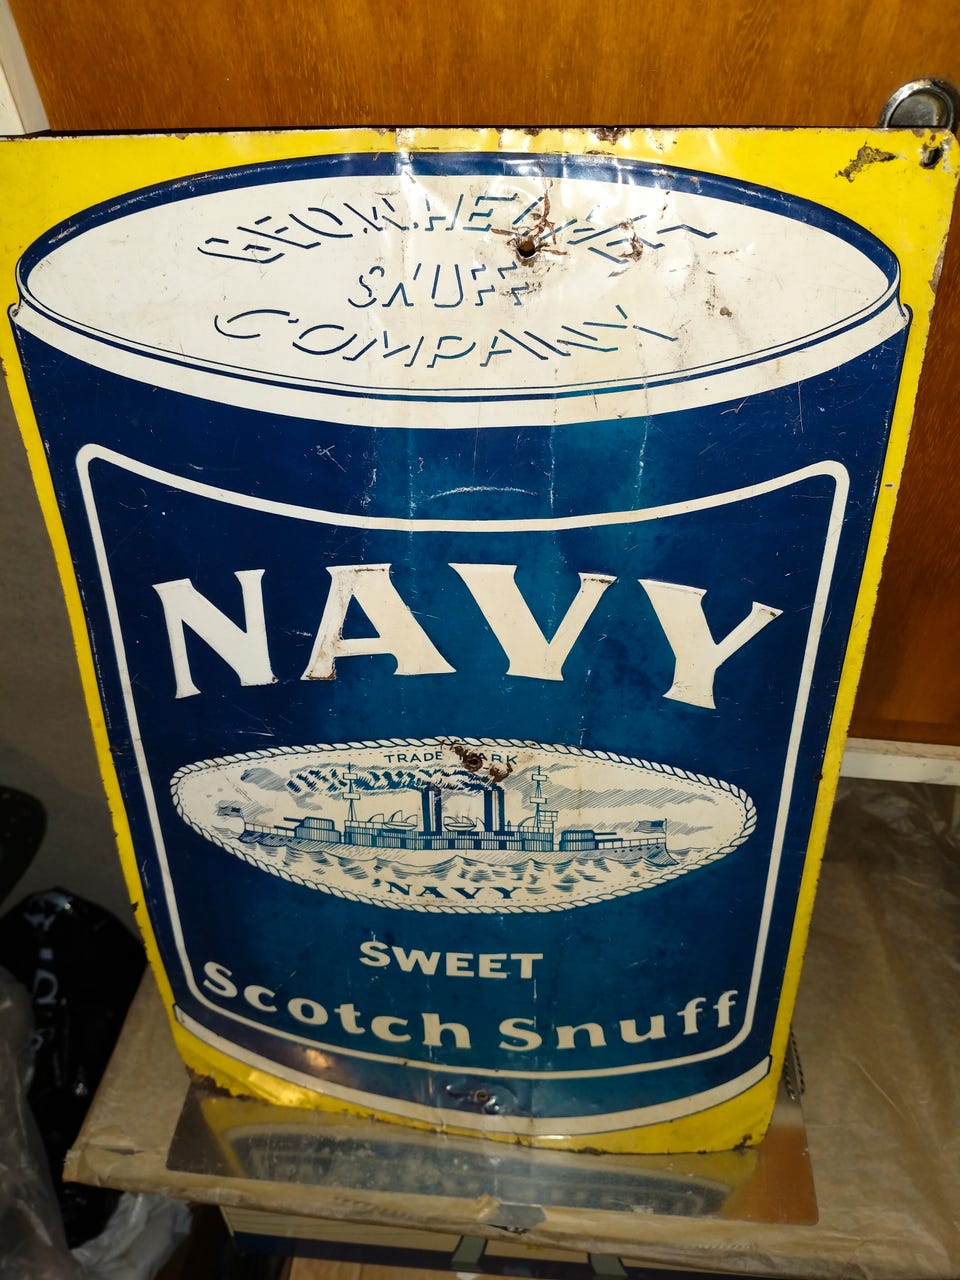 GEO.W.HELME
SNUFF
COMPANY
NAVY
TRADE MARK
NAVY
SWEET
Scotch Snuff